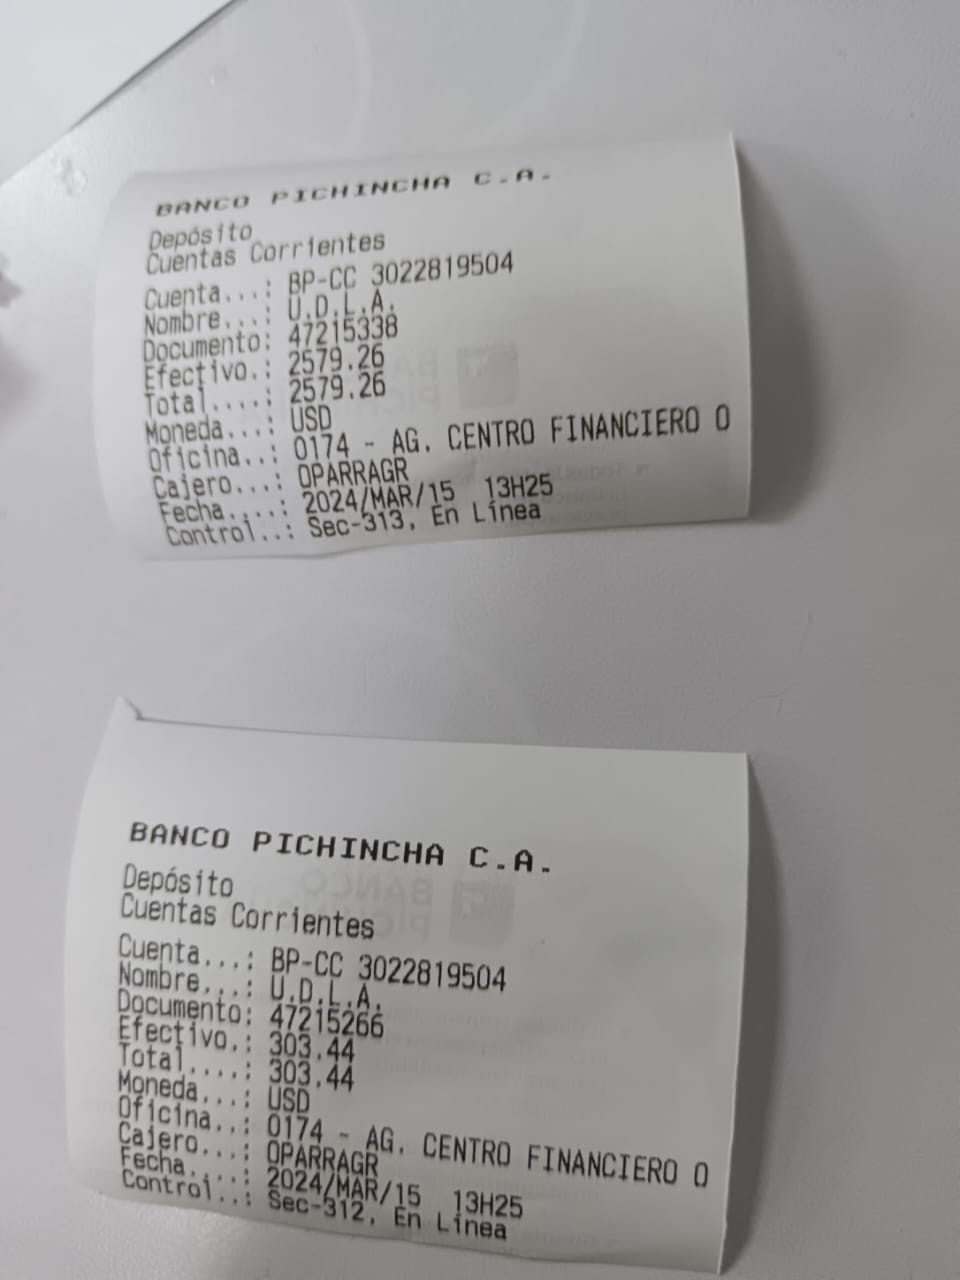 BANCO PICHINCHA C.A.
Depósito
Cuentas Corrientes
Cuenta...: BP-CC 3022819504
Nombre...: U.D.L.A.
Documento: 47215338
Efectivo.: 2579.26
Total....: 2579.26
Moneda...: USD
Oficina..: 0174 - AG. CENTRO FINANCIERO O
Cajero...: OPARRAGR
Fecha....: 2024/MAR/15 13H25
Control..: Sec-313, En Línea
BANCO PICHINCHA C.A.
Depósito
Cuentas Corrientes
Cuenta...: BP-CC 3022819504
Nombre...: U.D.L.A.
Documento: 47215266
Efectivo.: 303.44
Total....: 303.44
Moneda...: USD
Oficina..: 0174 - AG. CENTRO FINANCIERO O
Cajero...: OPARRAGR
Fecha....: 2024/MAR/15 13H25
Control..: Sec-312, En Línea